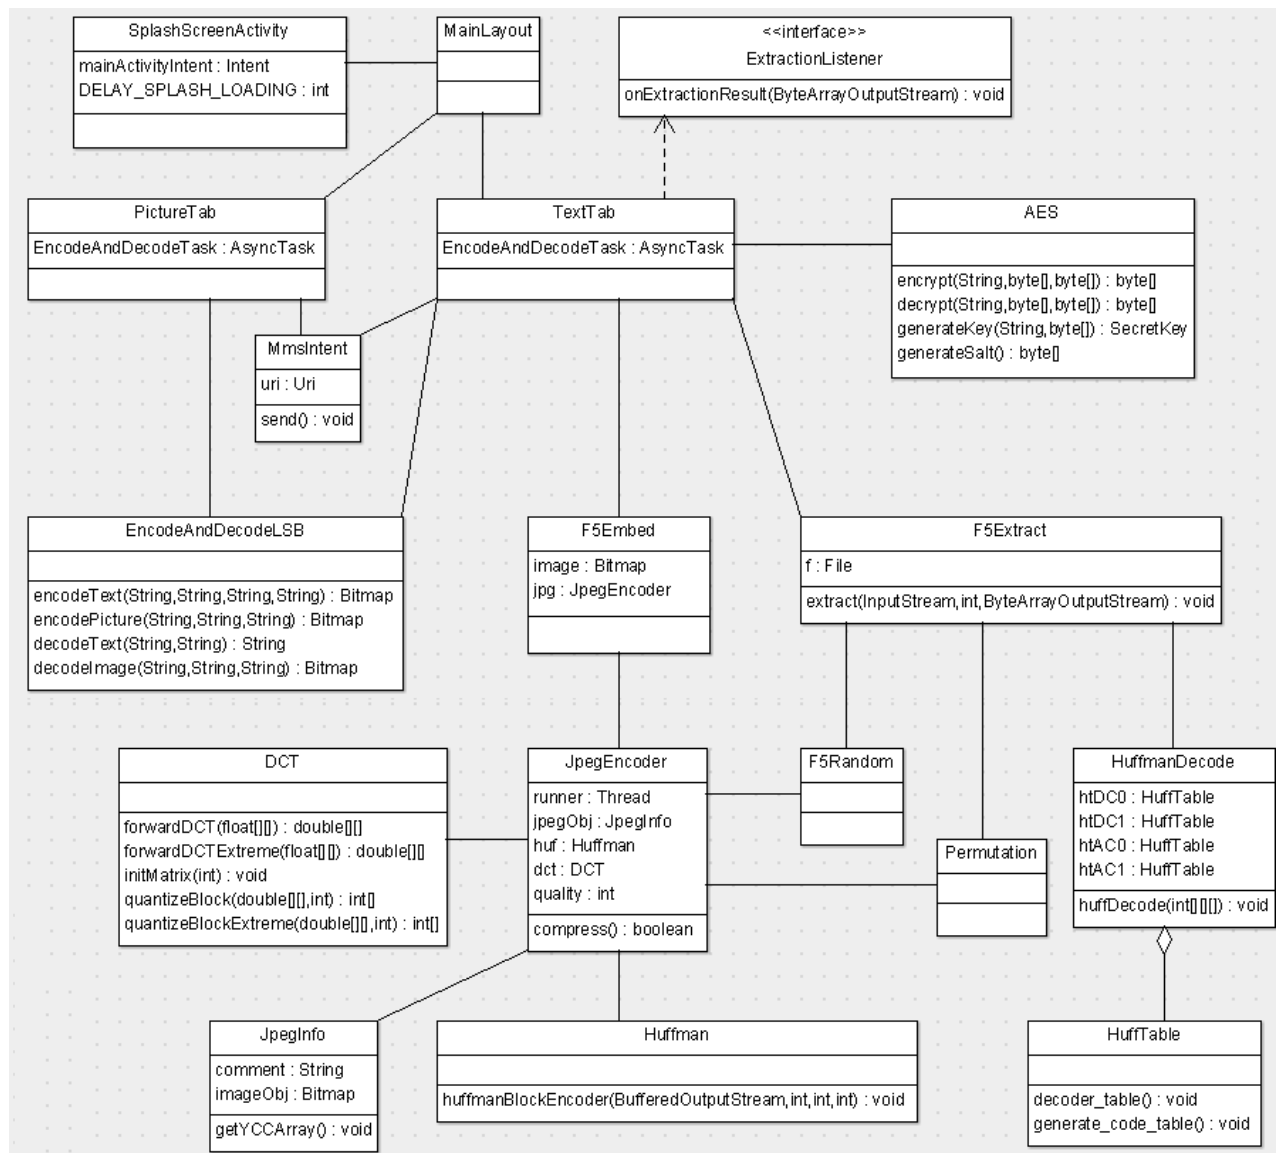 SplashScreenActivity
mainActivityIntent : Intent
DELAY_SPLASH_LOADING : int
MainLayout
<<interface>>
ExtractionListener
onExtractionResult(ByteArrayOutputStream) : void
PictureTab
EncodeAndDecodeTask : AsyncTask
TextTab
EncodeAndDecodeTask : AsyncTask
AES
encrypt(String,byte[],byte[]) : byte[]
decrypt(String,byte[],byte[]) : byte[]
generateKey(String,byte[]) : SecretKey
generateSalt() : byte[]
MmsIntent
uri : Uri
send() : void
EncodeAndDecodeLSB
encodeText(String,String,String,String) : Bitmap
encodePicture(String,String,String) : Bitmap
decodeText(String,String) : String
decodeImage(String,String,String) : Bitmap
F5Embed
image : Bitmap
jpg : JpegEncoder
F5Extract
f : File
extract(InputStream,int,ByteArrayOutputStream) : void
DCT
forwardDCT(float[][]) : double[][]
forwardDCTExtreme(float[][]) : double[][]
initMatrix(int) : void
quantizeBlock(double[][],int) : int[]
quantizeBlockExtreme(double[][],int) : int[]
JpegEncoder
runner : Thread
jpegObj : JpegInfo
huf : Huffman
dct : DCT
quality : int
compress() : boolean
F5Random
Permutation
HuffmanDecode
htDC0 : HuffTable
htDC1 : HuffTable
htAC0 : HuffTable
htAC1 : HuffTable
huffDecode(int[][][]) : void
JpegInfo
comment : String
imageObj : Bitmap
getYCCArray() : void
Huffman
huffmanBlockEncoder(BufferedOutputStream,int,int,int) : void
HuffTable
decoder_table() : void
generate_code_table() : void